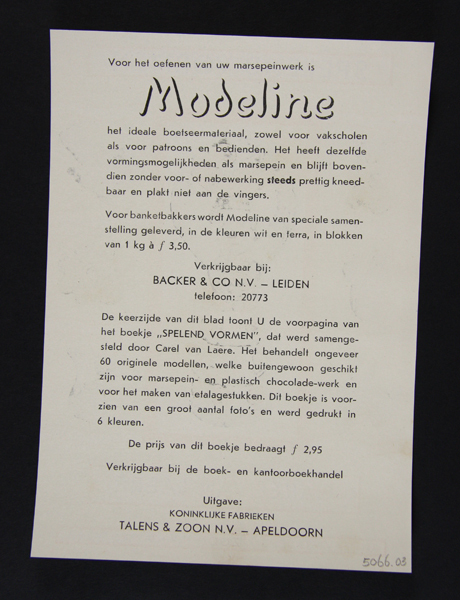 Voor het oefenen van uw marsepeinwerk is
Modeline
het ideale boetseermateriaal, zowel voor vakscholen
als voor patroons en bedienden. Het heeft dezelfde
vormingsmogelijkheden als marsepein en blijft boven-
dien zonder voor- of nabewerking steeds prettig kneed-
baar en plakt niet aan de vingers.
Voor banketbakkers wordt Modeline van speciale samen-
stelling geleverd, in de kleuren wit en terra, in blokken
van 1 kg à f 3,50.
Verkrijgbaar bij:
BACKER & CO N.V. – LEIDEN
telefoon: 20773
De keerzijde van dit blad toont U de voorpagina van
het boekje „SPELEND VORMEN", dat werd samenge-
steld door Carel van Laere. Het behandelt ongeveer
60 originele modellen, welke buitengewoon geschikt
zijn voor marsepein- en plastisch chocolade-werk en
voor het maken van etalagestukken. Dit boekje is voor-
zien van een groot aantal foto's en werd gedrukt in
6 kleuren.
De prijs van dit boekje bedraagt f 2,95
Verkrijgbaar bij de boek- en kantoorboekhandel
Uitgave:
KONINKLIJKE FABRIEKEN
TALENS & ZOON N.V. – APELDOORN
5066.03